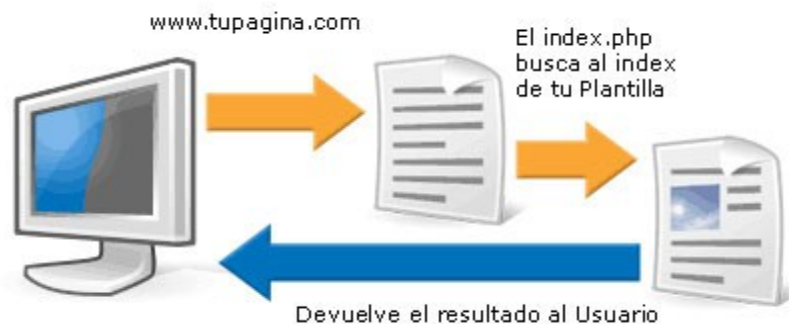 www.tupagina.com
El index.php
busca al index
de tu Plantilla
Devuelve el resultado al Usuario